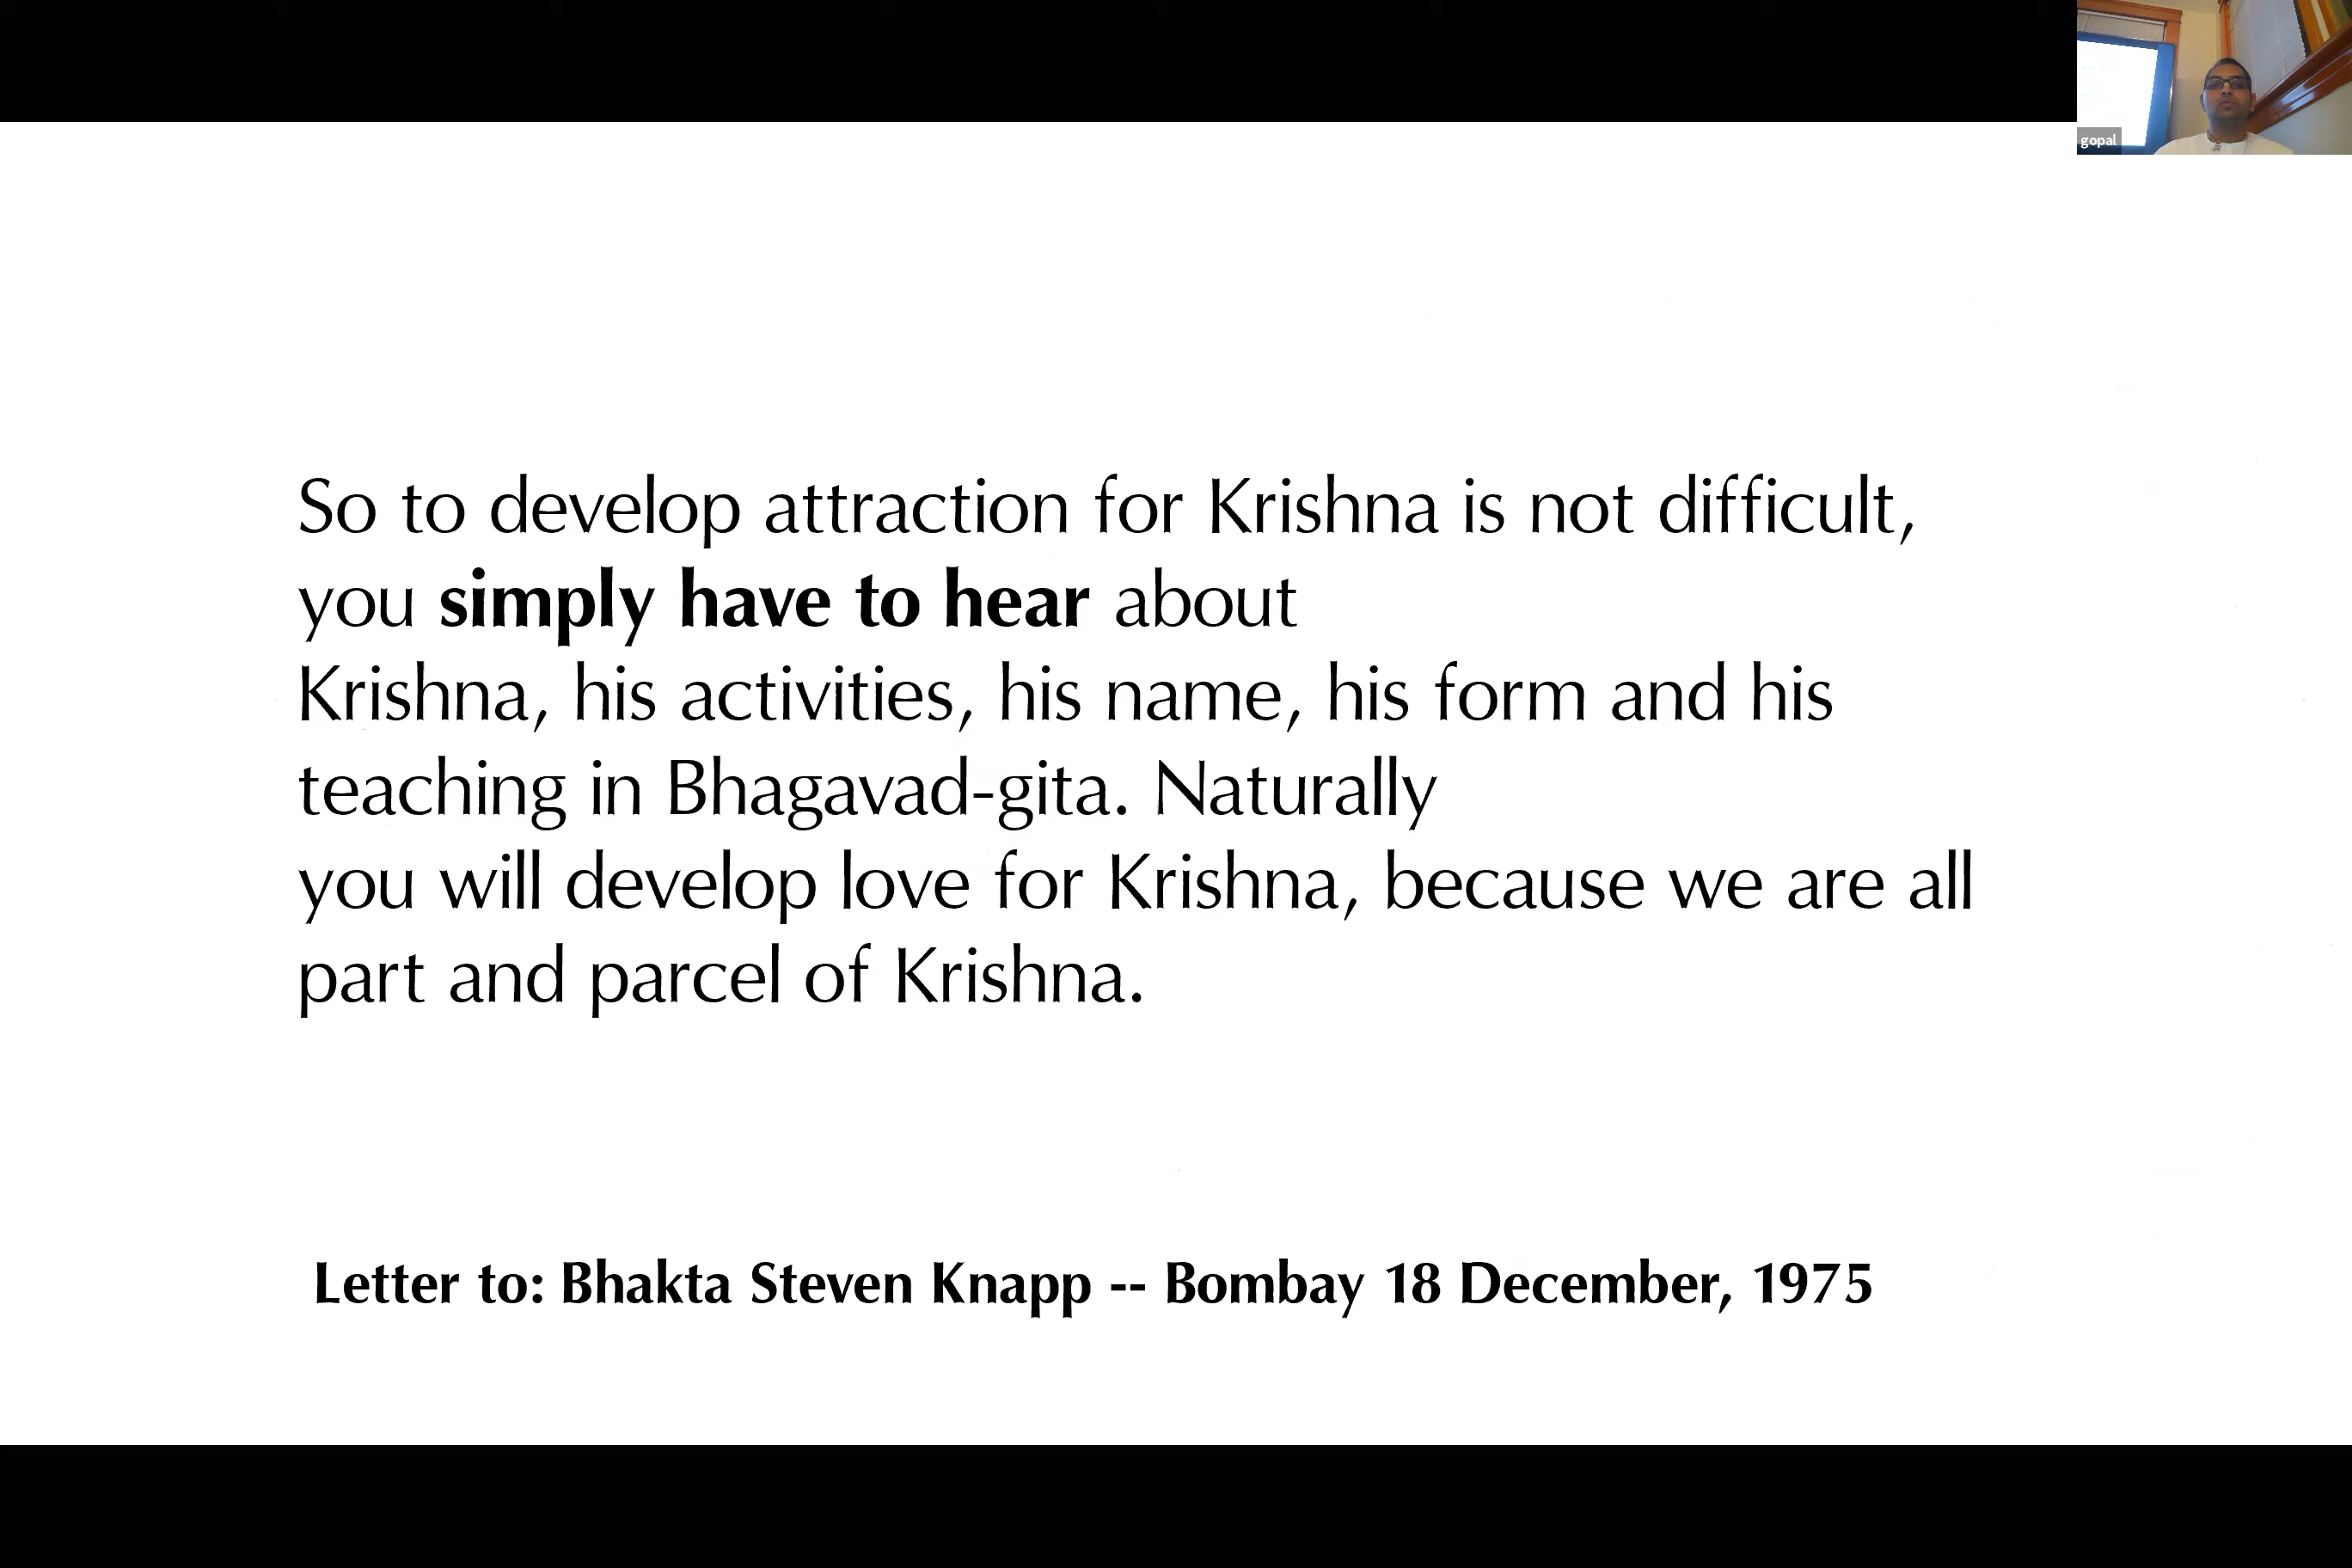 gopal
So to develop attraction for Krishna is not difficult,
you simply have to hear about
Krishna, his activities, his name, his form and his
teaching in Bhagavad-gita. Naturally
you will develop love for Krishna, because we are all
part and parcel of Krishna.
Letter to: Bhakta Steven Knapp -- Bombay 18 December, 1975